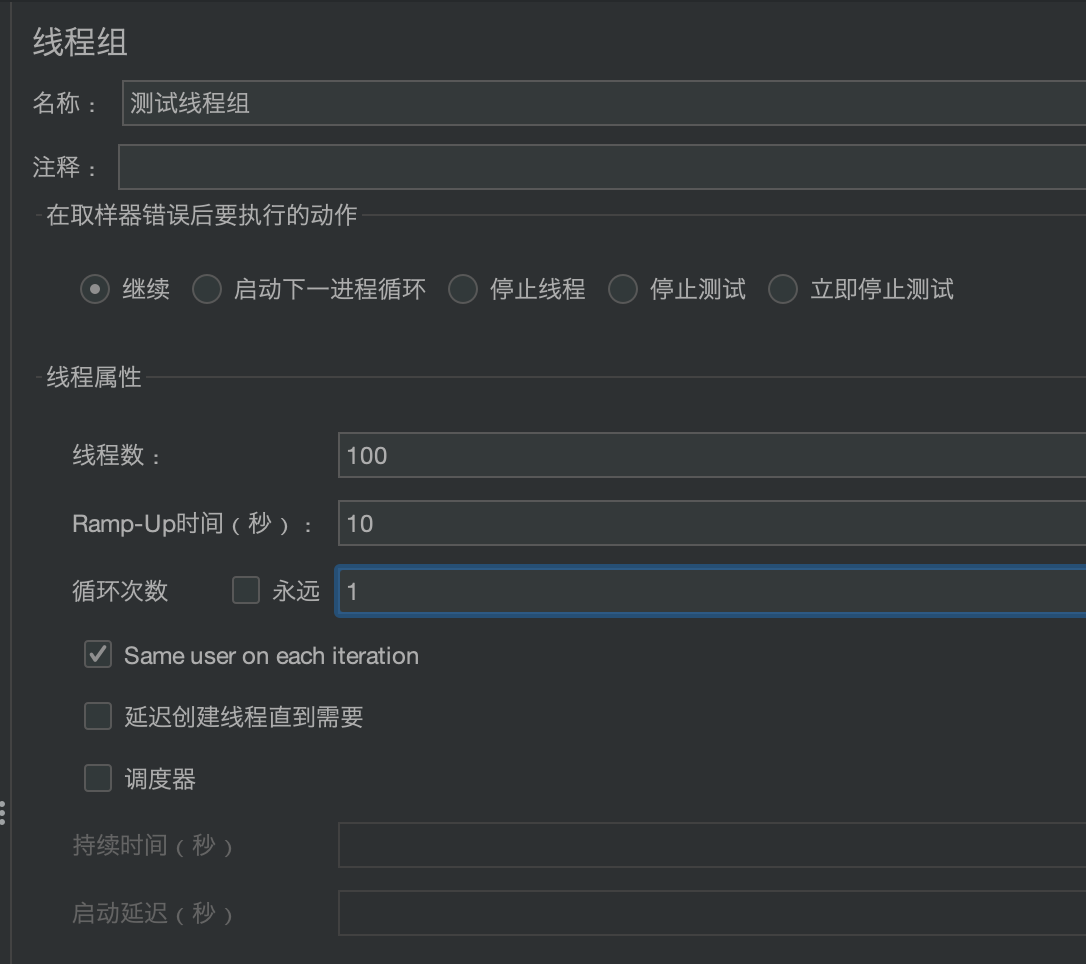 线程组
名称： 测试线程组
注释：
在取样器错误后要执行的动作
继续 启动下一进程循环 停止线程 停止测试 立即停止测试
线程属性
线程数： 100
Ramp-Up时间（秒）： 10
循环次数 永远 1
Same user on each iteration
延迟创建线程直到需要
调度器
持续时间（秒）
启动延迟（秒）